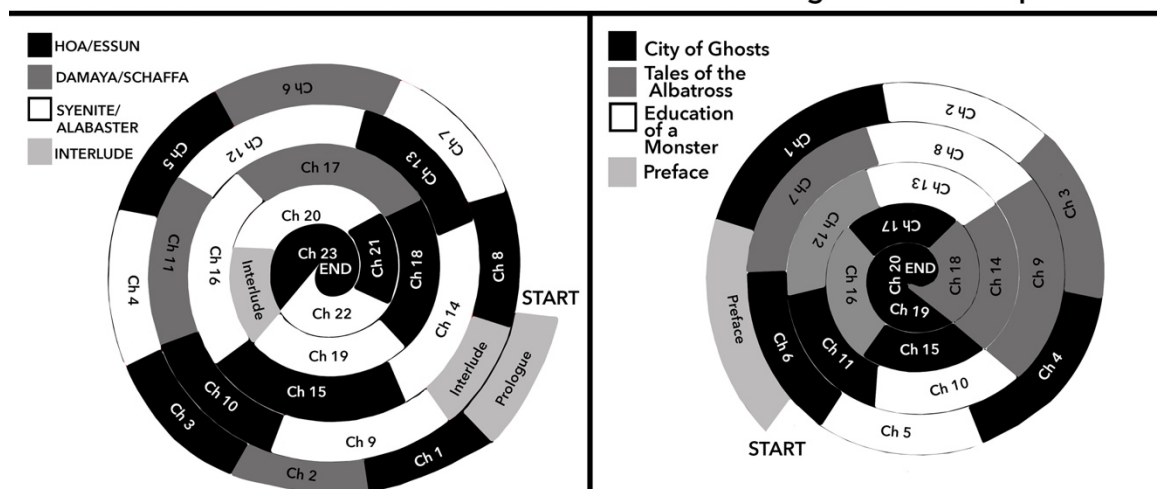 HOA/ESSUN
DAMAYA/SCHAFFA
SYENITE/
ALABASTER
INTERLUDE
START
Prologue
Ch 1
Ch 2
Ch 3
Ch 4
Ch 5
Ch 6
Ch 7
Ch 8
Interlude
Ch 9
Ch 10
Ch 11
Ch 12
Ch 13
Ch 14
Ch 15
Ch 16
Ch 17
Ch 18
Ch 19
Interlude
Ch 20
Ch 21
Ch 22
Ch 23
END
City of Ghosts
Tales of the
Albatross
Education
of a
Monster
Preface
START
Preface
Ch 1
Ch 2
Ch 3
Ch 4
Ch 5
Ch 6
Ch 7
Ch 8
Ch 9
Ch 10
Ch 11
Ch 12
Ch 13
Ch 14
Ch 15
Ch 16
Ch 17
Ch 18
Ch 19
Ch 20
END